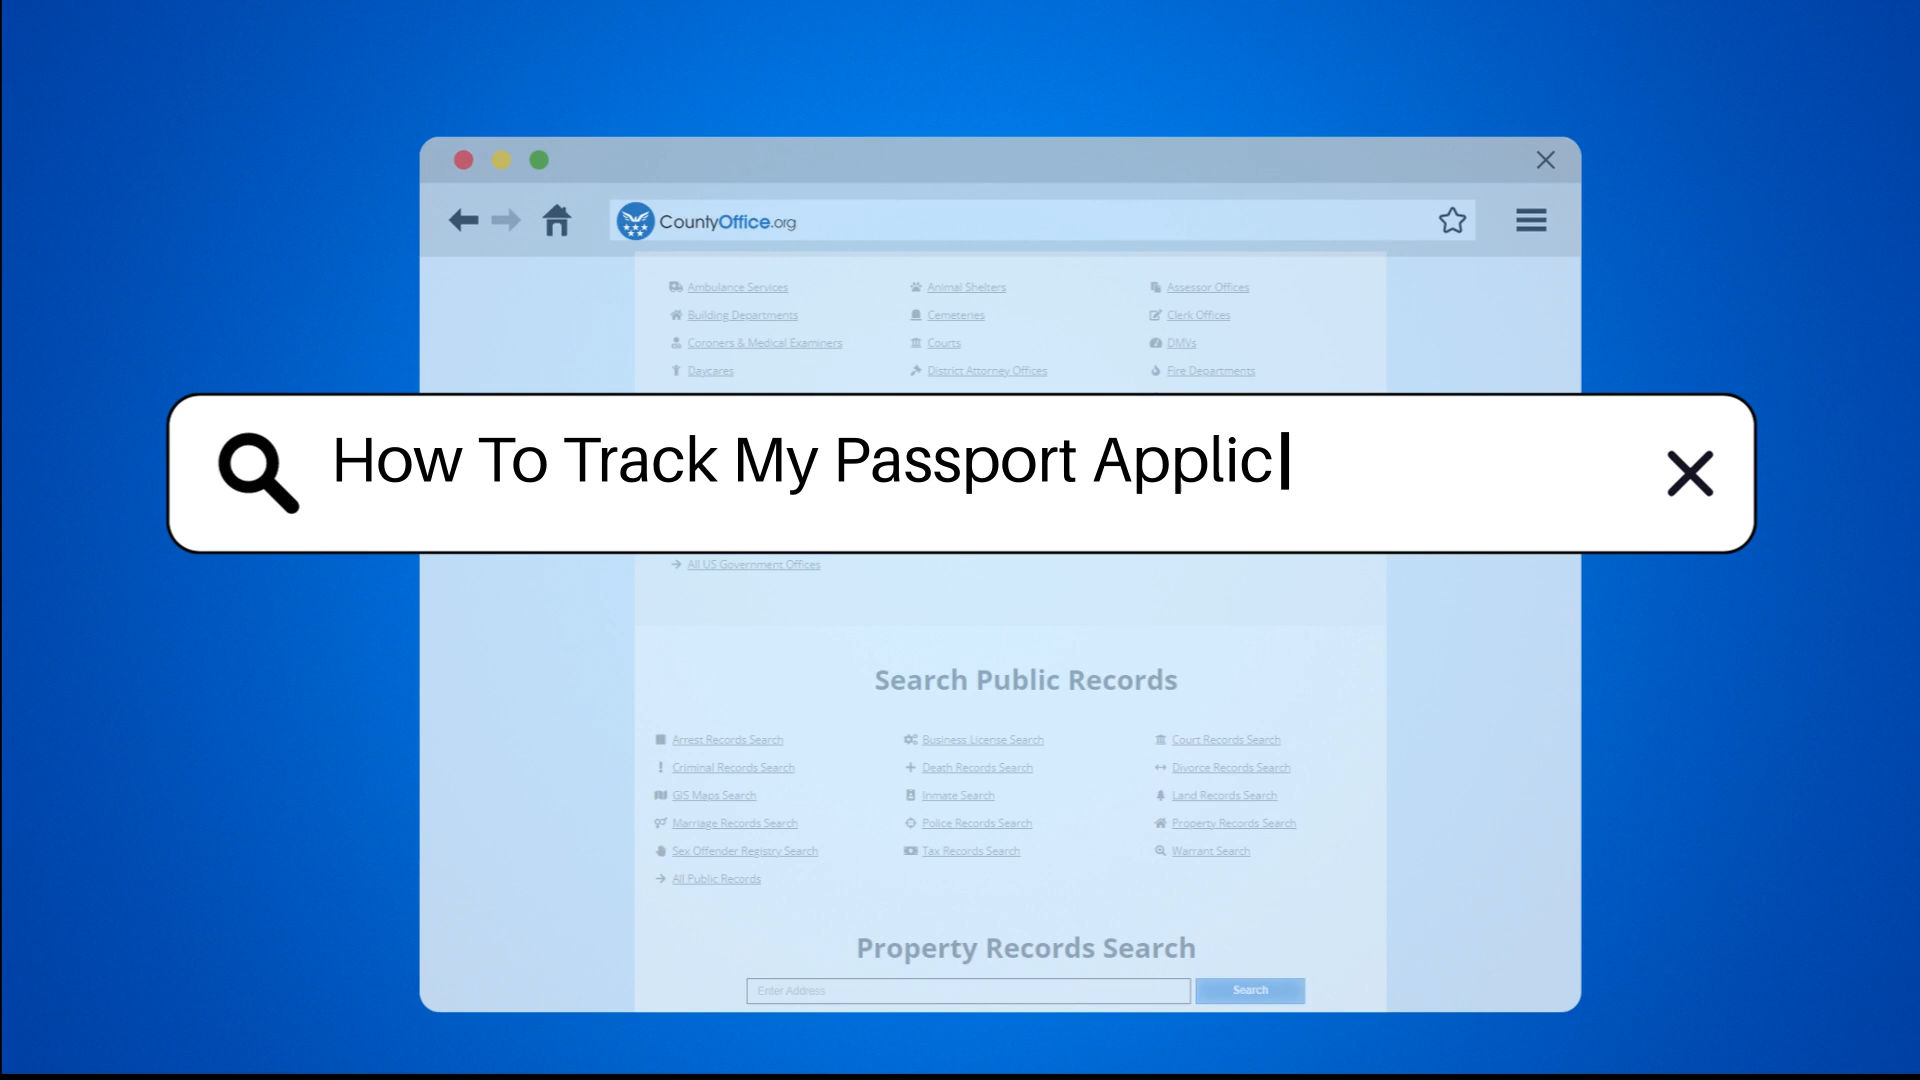 CountyOffice.org
Ambulance Services Animal Shelters Assessor Offices
Building Departments Cemeteries Clerk Offices
Coroners & Medical Examiners Courts DMVs
Daycares District Attorney Offices Fire Departments
How To Track My Passport Applic
All US Government Offices
Search Public Records
Arrest Records Search Business License Search Court Records Search
Criminal Records Search Death Records Search Divorce Records Search
GIS Maps Search Inmate Search Land Records Search
Marriage Records Search Police Records Search Property Records Search
Sex Offender Registry Search Tax Records Search Warrant Search
All Public Records
Property Records Search
Enter Address Search